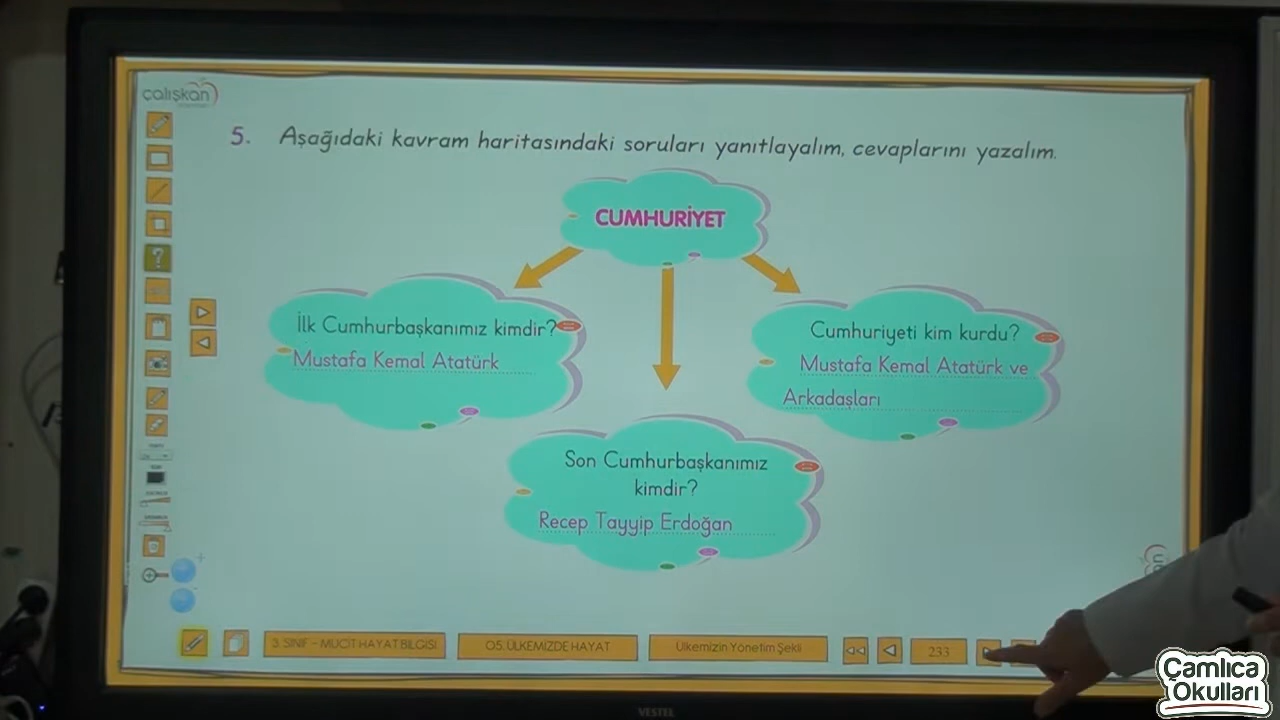 çalışkan
5. Aşağıdaki kavram haritasındaki soruları yanıtlayalım, cevaplarını yazalım.
CUMHURİYET
İlk Cumhurbaşkanımız kimdir?
Mustafa Kemal Atatürk
Cumhuriyeti kim kurdu?
Mustafa Kemal Atatürk ve
Arkadaşları
Son Cumhurbaşkanımız
kimdir?
Recep Tayyip Erdoğan
3. SINIF - MUCİT HAYAT BİLGİSİ
05. ÜLKEMİZDE HAYAT
Ülkemizin Yönetim Şekli
233
VESTEL
Çamlıca
Okulları